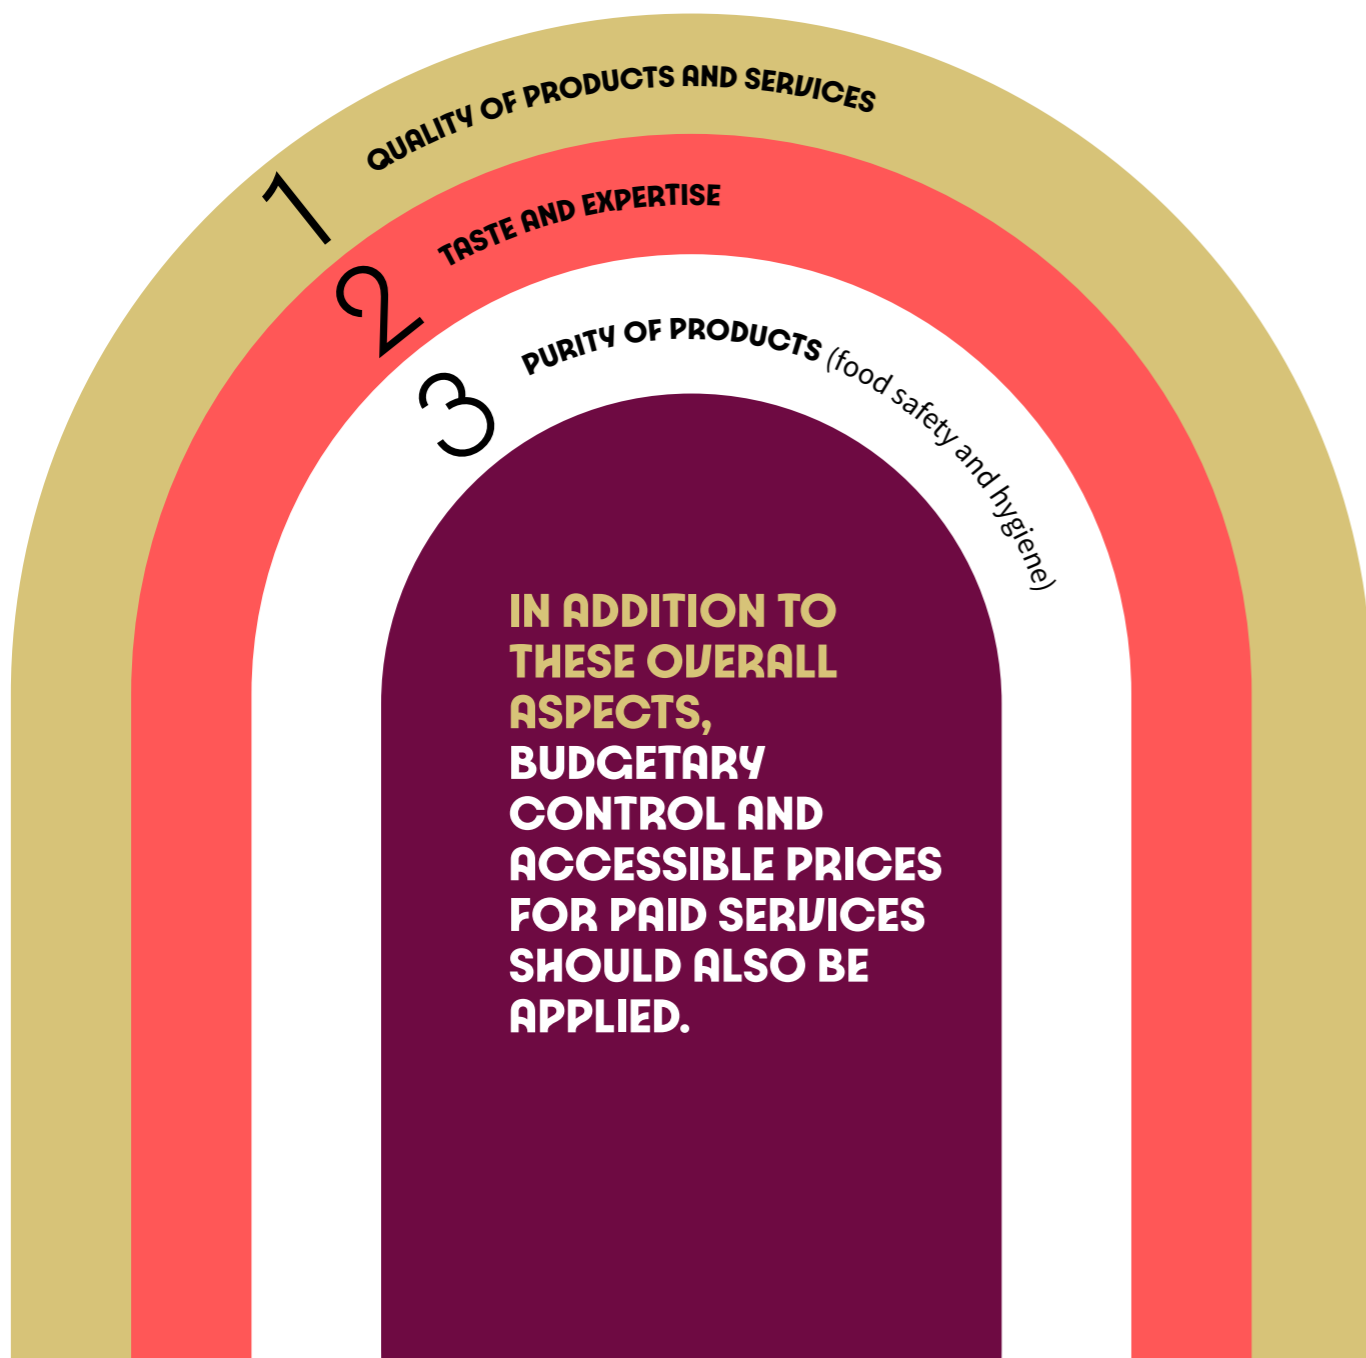 1 QUALITY OF PRODUCTS AND SERVICES
2 TASTE AND EXPERTISE
3 PURITY OF PRODUCTS (food safety and hygiene)
IN ADDITION TO
THESE OVERALL
ASPECTS,
BUDGETARY
CONTROL AND
ACCESSIBLE PRICES
FOR PAID SERVICES
SHOULD ALSO BE
APPLIED.